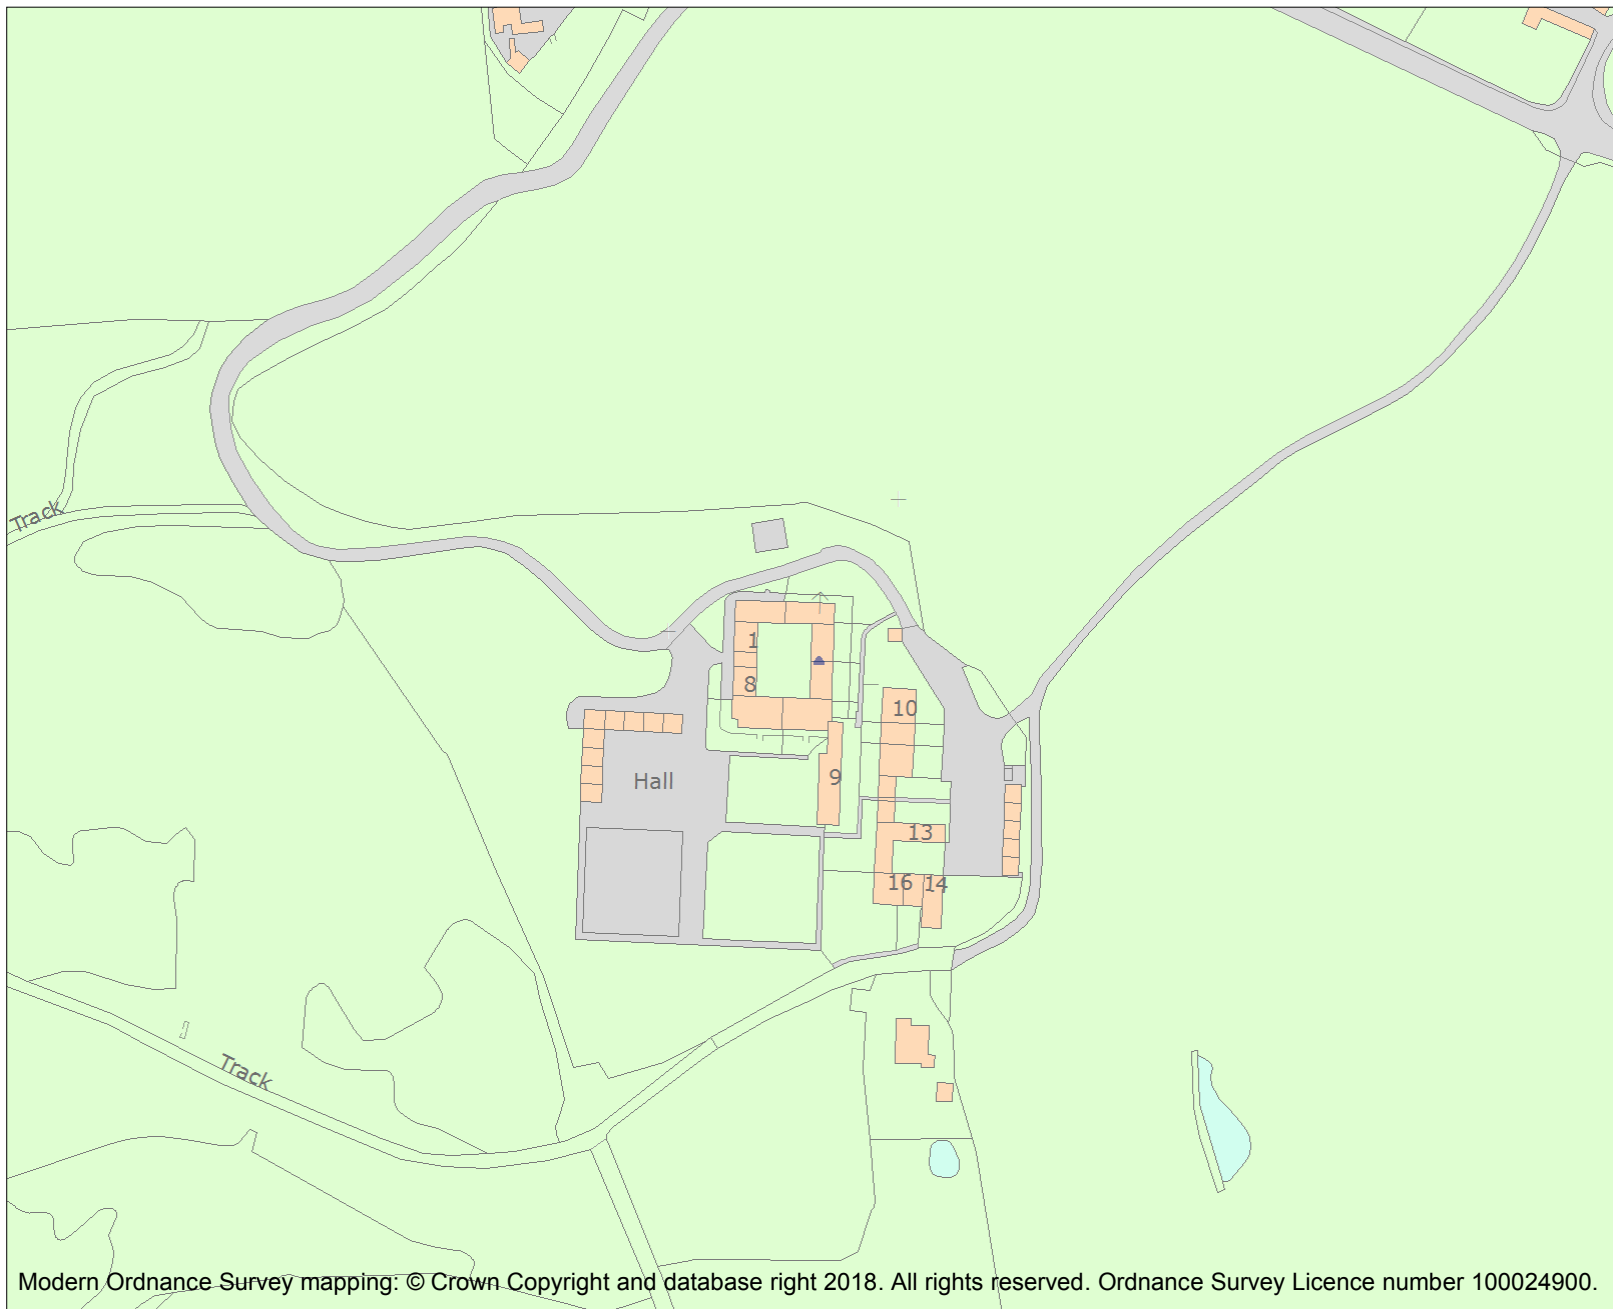 Track
1
8
10
Hall
9
13
16
14
Track
Modern Ordnance Survey mapping: © Crown Copyright and database right 2018. All rights reserved. Ordnance Survey Licence number 100024900.